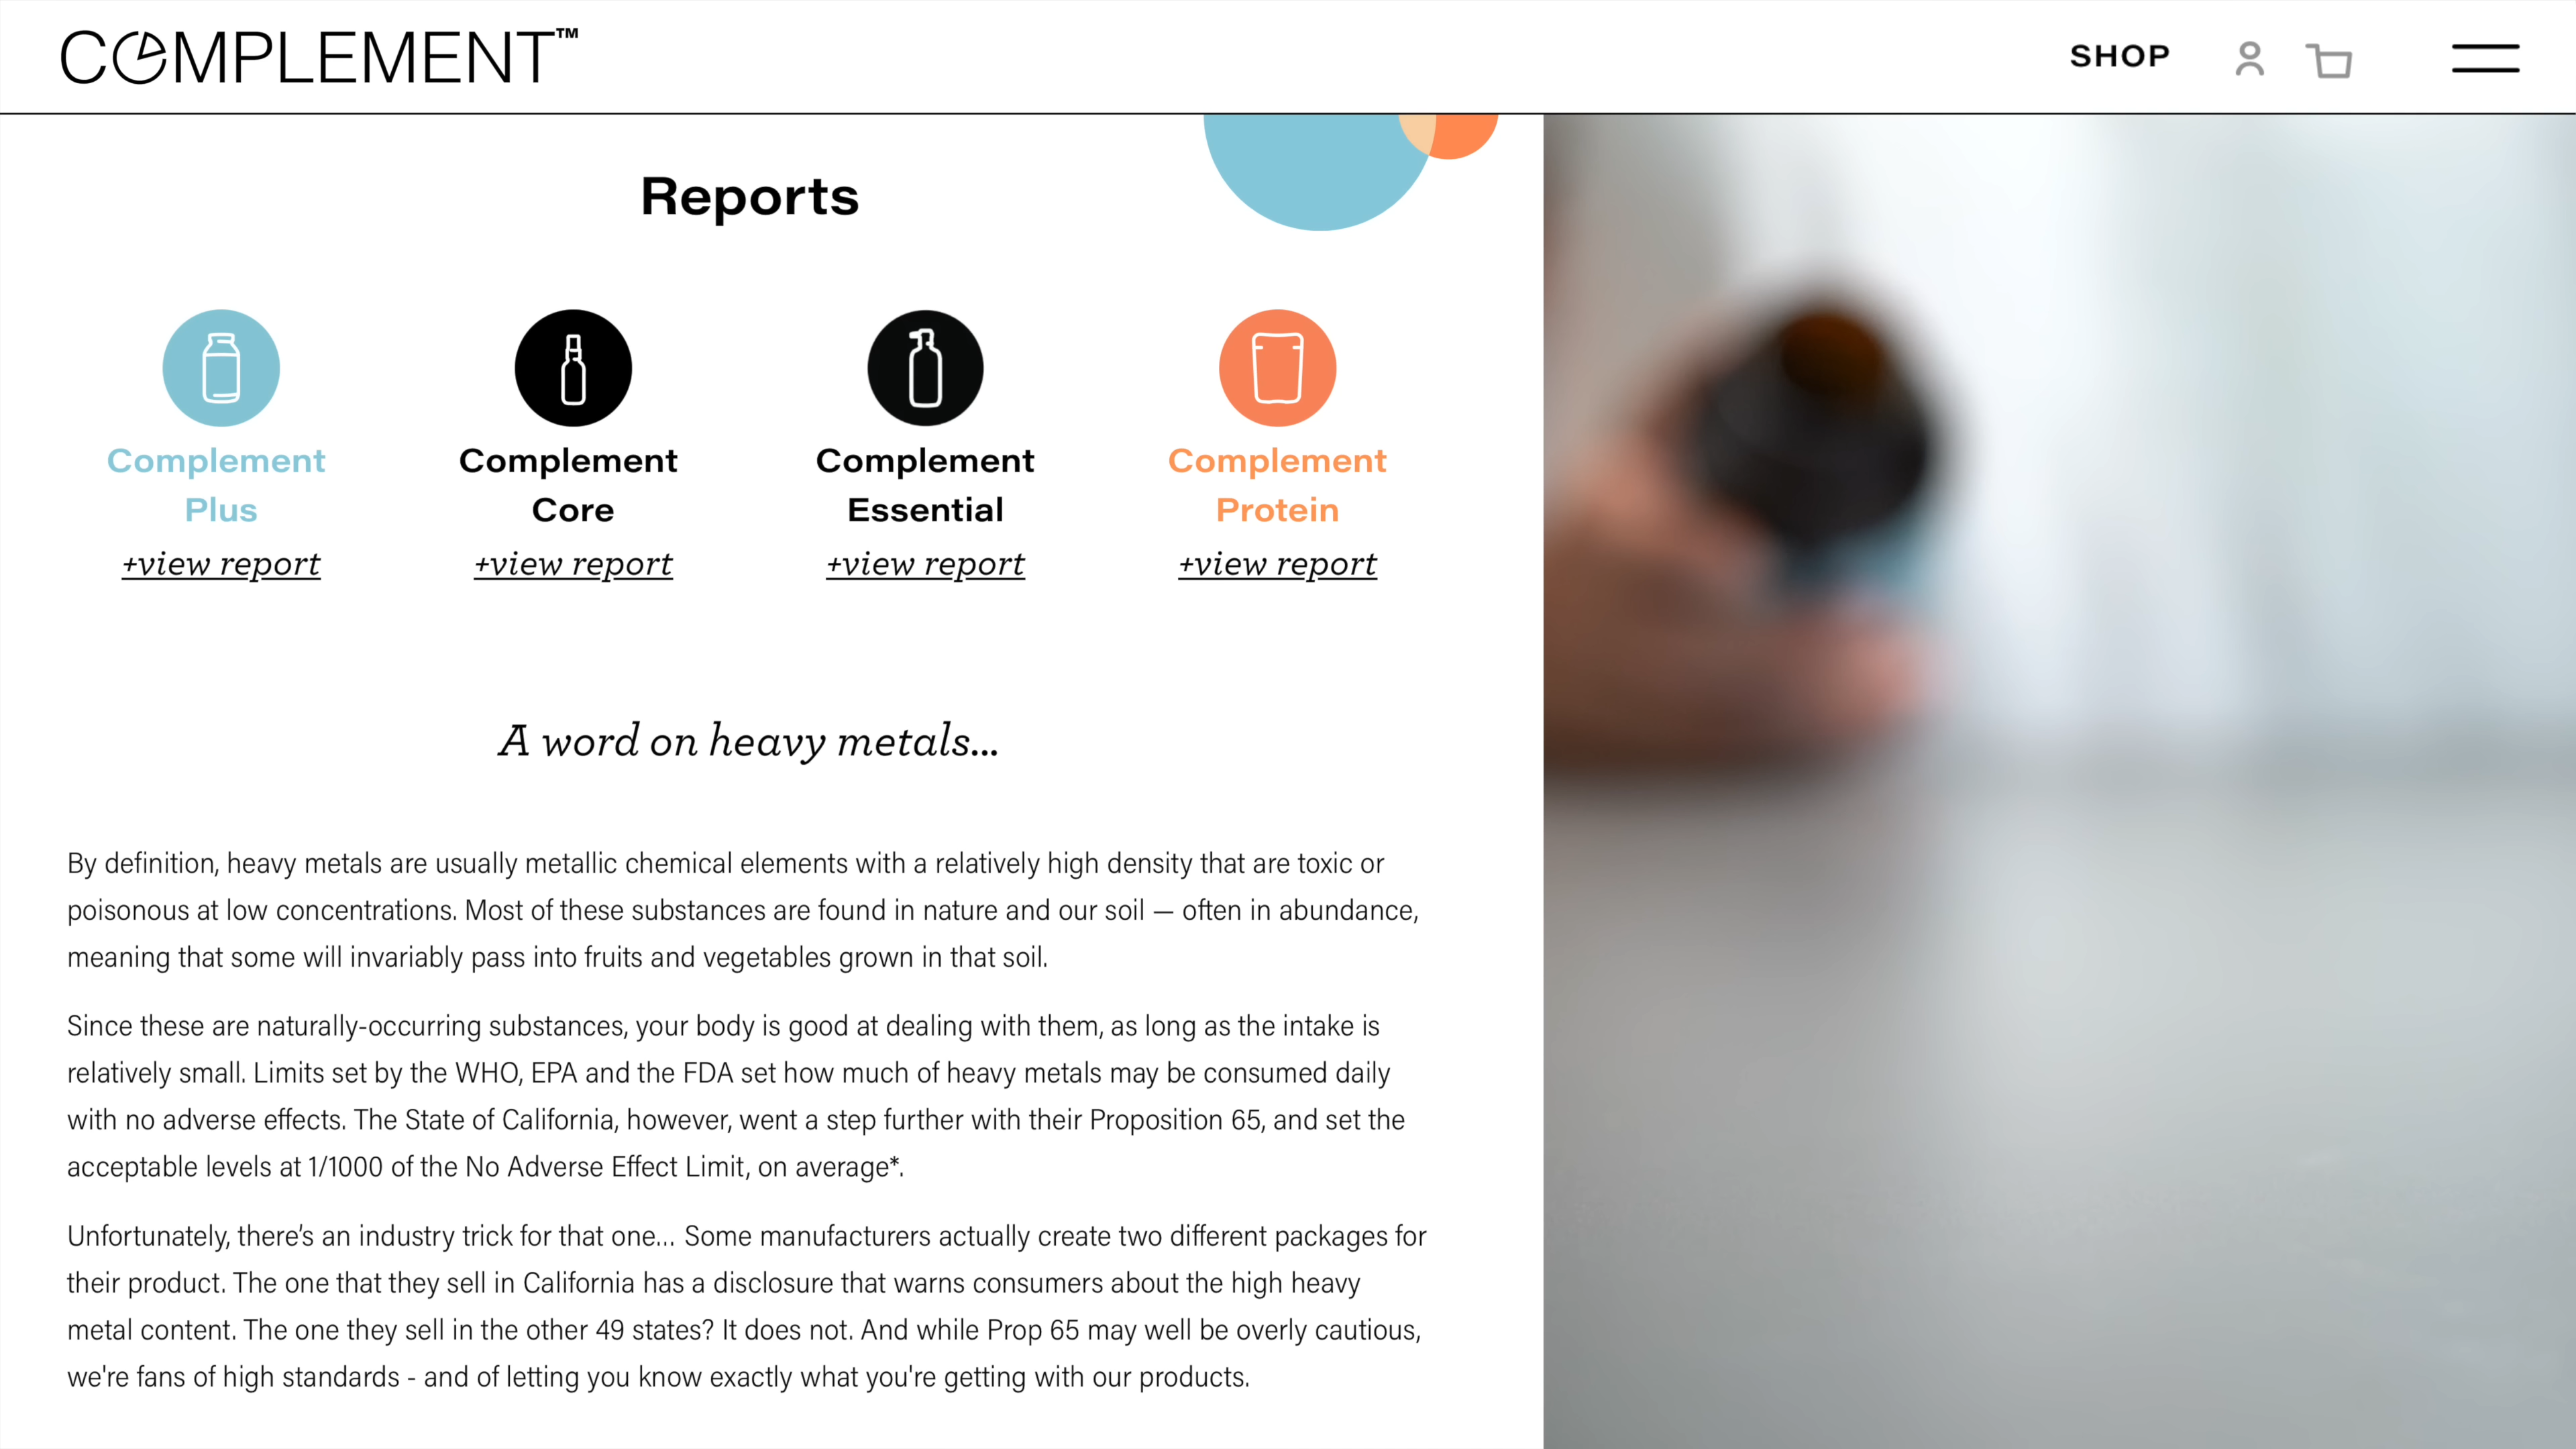 COMPLEMENT™
SHOP
Reports
Complement
Plus
+view report
Complement
Core
+view report
Complement
Essential
+view report
Complement
Protein
+view report
A word on heavy metals...
By definition, heavy metals are usually metallic chemical elements with a relatively high density that are toxic or
poisonous at low concentrations. Most of these substances are found in nature and our soil — often in abundance,
meaning that some will invariably pass into fruits and vegetables grown in that soil.
Since these are naturally-occurring substances, your body is good at dealing with them, as long as the intake is
relatively small. Limits set by the WHO, EPA and the FDA set how much of heavy metals may be consumed daily
with no adverse effects. The State of California, however, went a step further with their Proposition 65, and set the
acceptable levels at 1/1000 of the No Adverse Effect Limit, on average*.
Unfortunately, there’s an industry trick for that one… Some manufacturers actually create two different packages for
their product. The one that they sell in California has a disclosure that warns consumers about the high heavy
metal content. The one they sell in the other 49 states? It does not. And while Prop 65 may well be overly cautious,
we're fans of high standards - and of letting you know exactly what you're getting with our products.